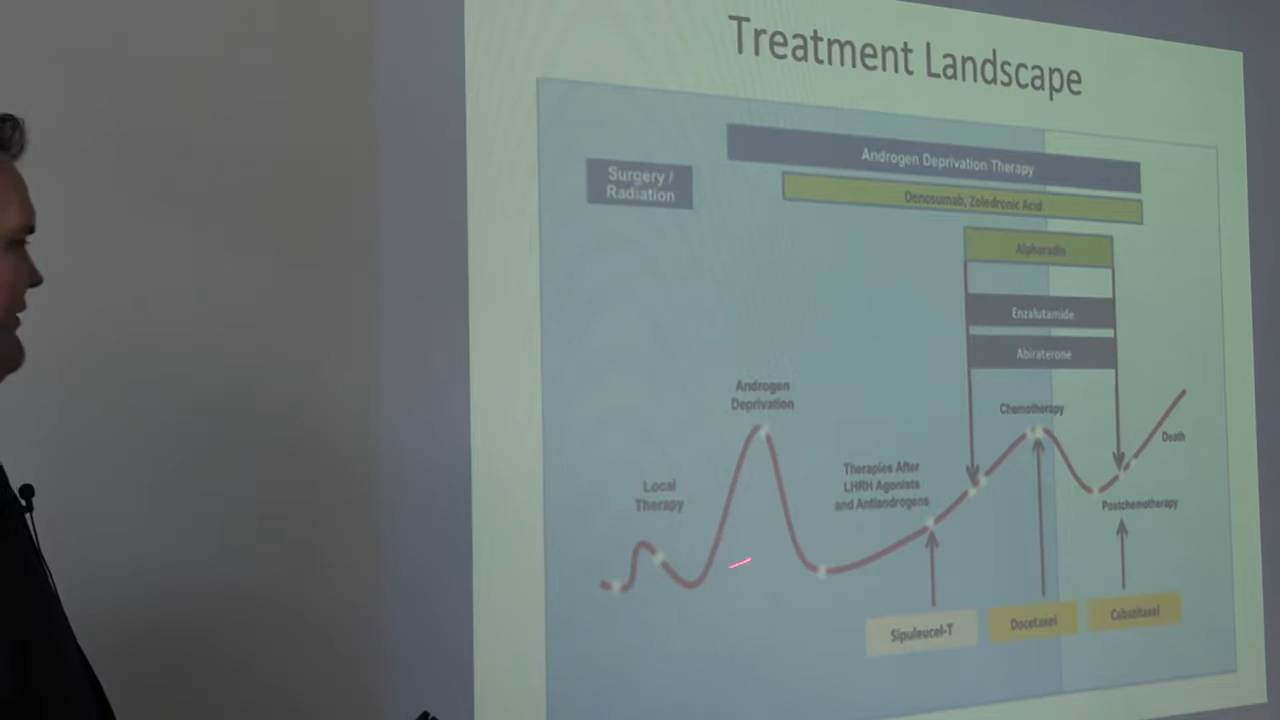 Treatment Landscape
Androgen Deprivation Therapy
Surgery /
Radiation
Denosumab, Zoledronic Acid
Alpharadin
Enzalutamide
Abiraterone
Androgen
Deprivation
Chemotherapy
Death
Local
Therapy
Therapies After
LHRH Agonists
and Antiandrogens
Postchemotherapy
Sipuleucel-T
Docetaxel
Cabazitaxel